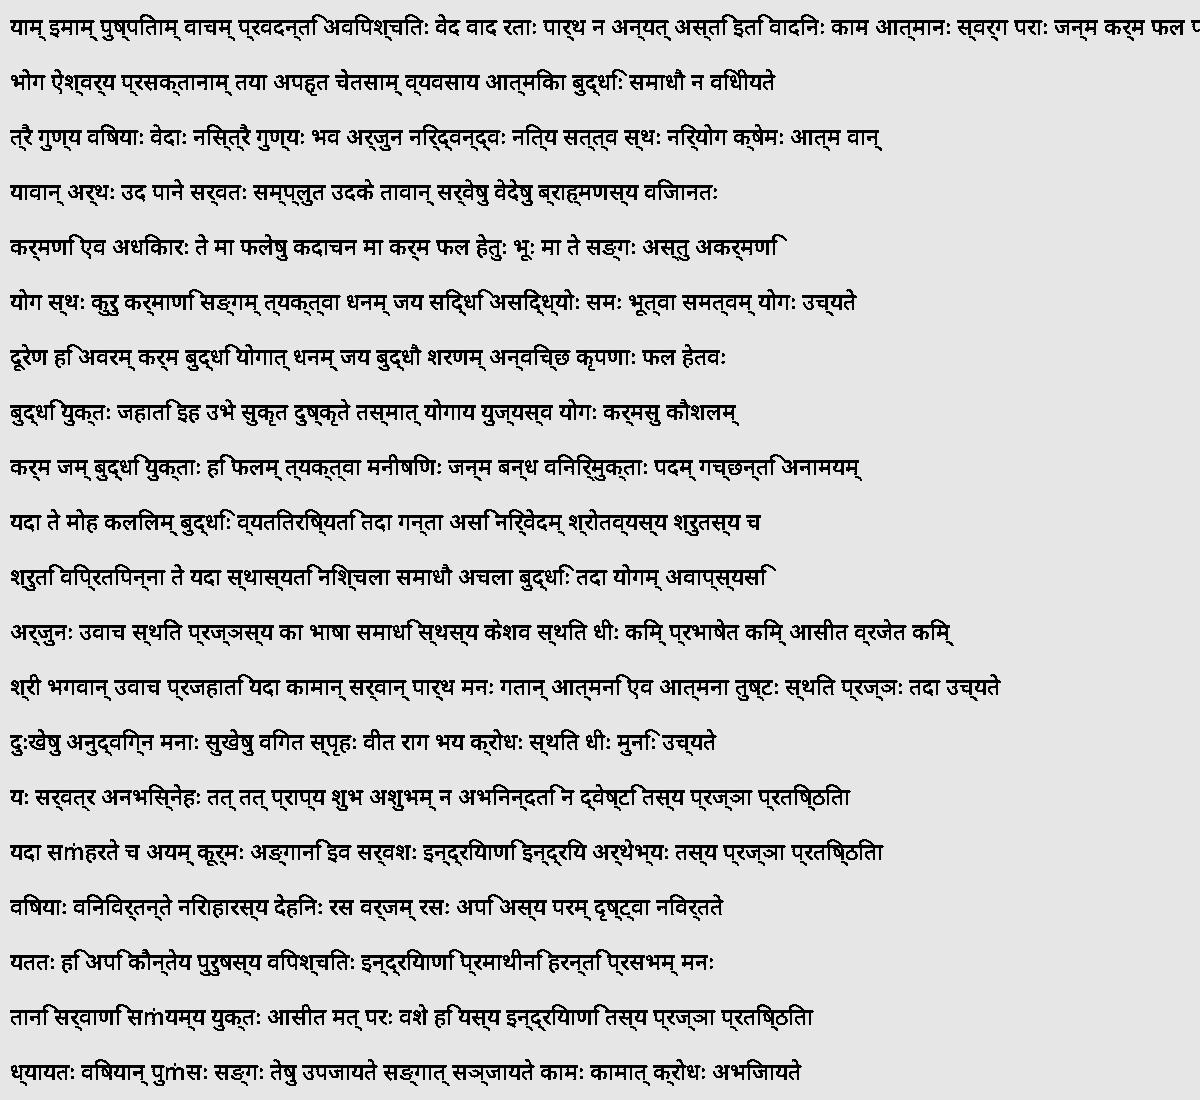 याम् इमाम् पुष्पिताम् वाचम् प्रवदन्ति अविपश्चितः वेद वाद रताः पार्थ न अन्यत् अस्ति इति वादिनः काम आत्मानः स्वर्ग पराः जन्म कर्म फल
भोग ऐश्वर्य प्रसक्तानाम् तया अपहृत चेतसाम् व्यवसाय आत्मिका बुद्धिः समाधौ न विधीयते
त्रै गुण्य विषयाः वेदाः निस्त्रै गुण्यः भव अर्जुन निर्द्वन्द्वः नित्य सत्त्व स्थः निर्योग क्षेमः आत्म वान्
यावान् अर्थः उद पाने सर्वतः सम्प्लुत उदके तावान् सर्वेषु वेदेषु ब्राह्मणस्य विजानतः
कर्मणि एव अधिकारः ते मा फलेषु कदाचन मा कर्म फल हेतुः भूः मा ते सङ्गः अस्तु अकर्मणि
योग स्थः कुरु कर्माणि सङ्गम् त्यक्त्वा धनम् जय सिद्धि असिद्ध्योः समः भूत्वा समत्वम् योगः उच्यते
दूरेण हि अवरम् कर्म बुद्धि योगात् धनम् जय बुद्धौ शरणम् अन्विच्छ कृपणाः फल हेतवः
बुद्धि युक्तः जहाति इह उभे सुकृत दुष्कृते तस्मात् योगाय युज्यस्व योगः कर्मसु कौशलम्
कर्म जम् बुद्धि युक्ताः हि फलम् त्यक्त्वा मनीषिणः जन्म बन्ध विनिर्मुक्ताः पदम् गच्छन्ति अनामयम्
यदा ते मोह कलिलम् बुद्धिः व्यतितरिष्यति तदा गन्ता असि निर्वेदम् श्रोतव्यस्य श्रुतस्य च
श्रुति विप्रतिपन्ना ते यदा स्थास्यति निश्चला समाधौ अचला बुद्धिः तदा योगम् अवाप्स्यसि
अर्जुनः उवाच स्थित प्रज्ञस्य का भाषा समाधि स्थस्य केशव स्थित धीः किम् प्रभाषेत किम् आसीत व्रजेत किम्
श्री भगवान् उवाच प्रजहाति यदा कामान् सर्वान् पार्थ मनः गतान् आत्मनि एव आत्मना तुष्टः स्थित प्रज्ञः तदा उच्यते
दुःखेषु अनुद्विग्न मनाः सुखेषु विगत स्पृहः वीत राग भय क्रोधः स्थित धीः मुनिः उच्यते
यः सर्वत्र अनभिस्नेहः तत् तत् प्राप्य शुभ अशुभम् न अभिनन्दति न द्वेष्टि तस्य प्रज्ञा प्रतिष्ठिता
यदा सṁहरते च अयम् कूर्मः अङ्गानि इव सर्वशः इन्द्रियाणि इन्द्रिय अर्थेभ्यः तस्य प्रज्ञा प्रतिष्ठिता
विषयाः विनिवर्तन्ते निराहारस्य देहिनः रस वर्जम् रसः अपि अस्य परम् दृष्ट्वा निवर्तते
यततः हि अपि कौन्तेय पुरुषस्य विपश्चितः इन्द्रियाणि प्रमाथीनि हरन्ति प्रसभम् मनः
तानि सर्वाणि सṁयम्य युक्तः आसीत मत् परः वशे हि यस्य इन्द्रियाणि तस्य प्रज्ञा प्रतिष्ठिता
ध्यायतः विषयान् पुṁसः सङ्गः तेषु उपजायते सङ्गात् सञ्जायते कामः कामात् क्रोधः अभिजायते